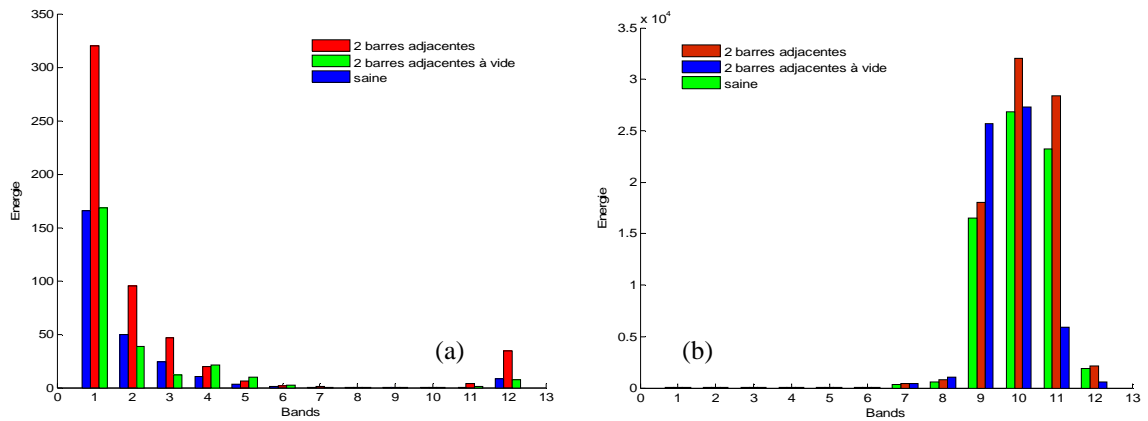 350
300
250
200
150
100
50
0
Energie
2 barres adjacentes
2 barres adjacentes à vide
saine
(a)
0 1 2 3 4 5 6 7 8 9 10 11 12 13
Bands
x 10⁴
3.5
3
2.5
2
1.5
1
0.5
0
Energie
2 barres adjacentes
2 barres adjacentes à vide
saine
(b)
0 1 2 3 4 5 6 7 8 9 10 11 12 13
Bands